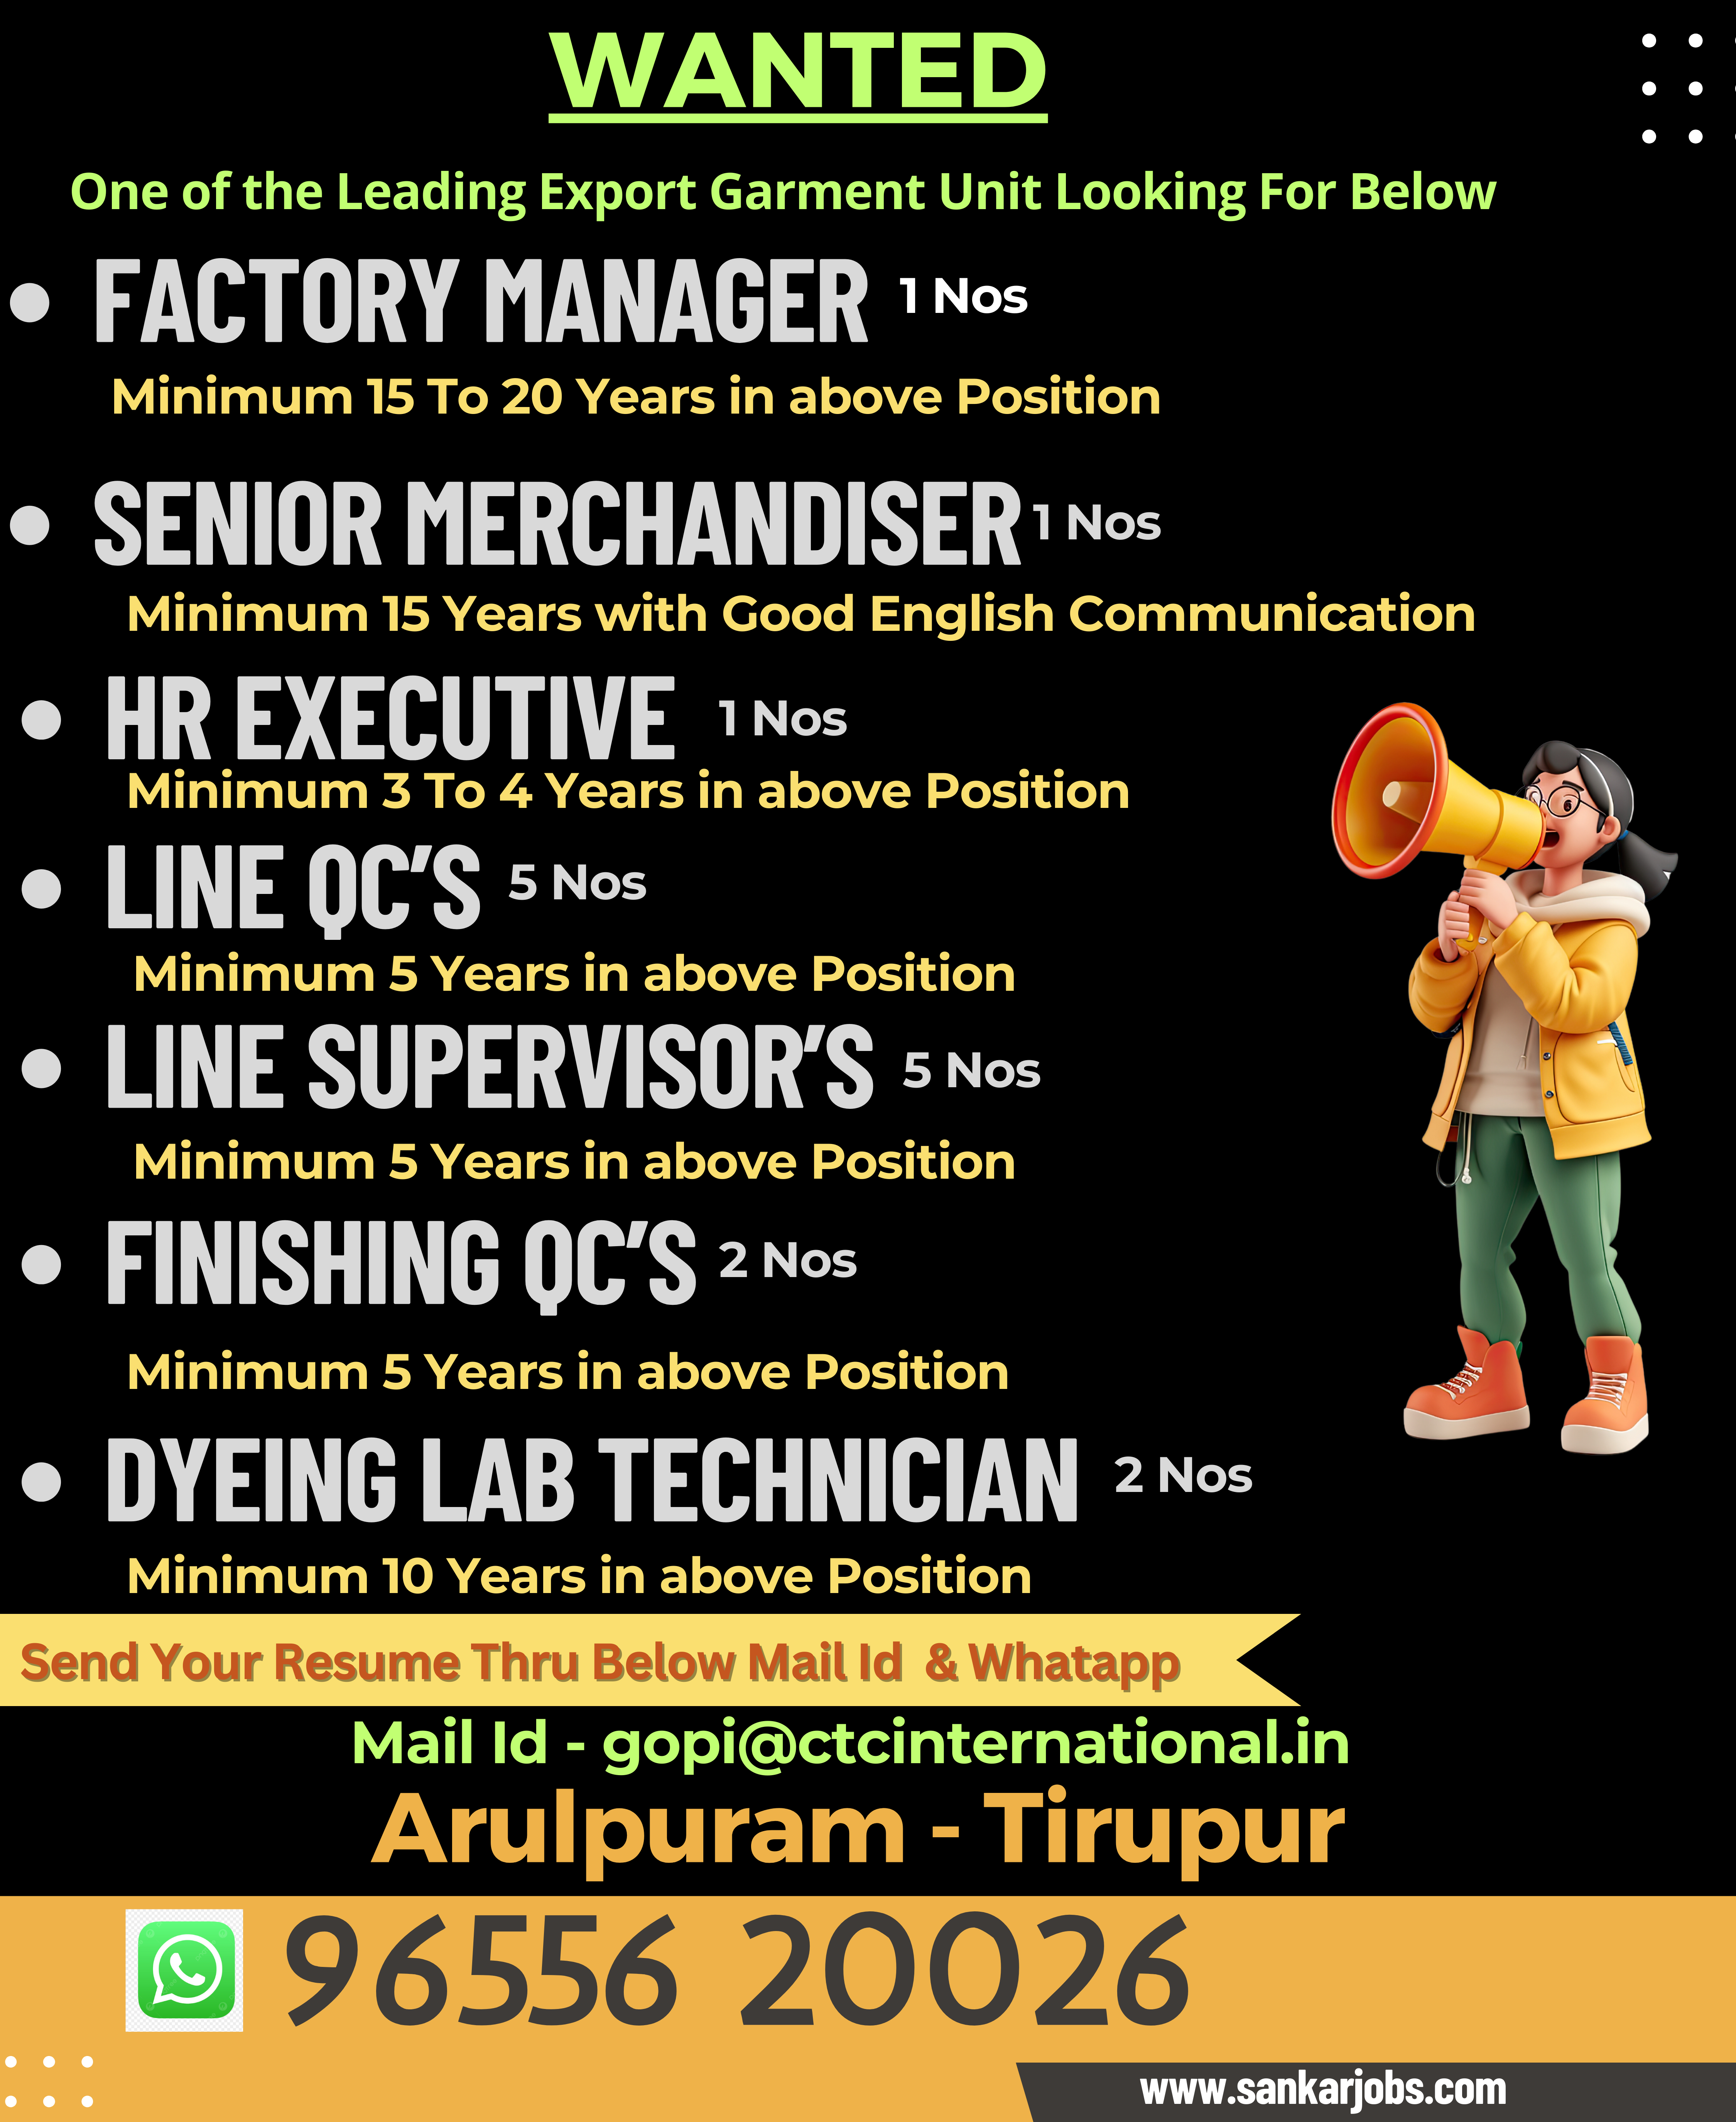 WANTED
One of the Leading Export Garment Unit Looking For Below
• FACTORY MANAGER 1 Nos
Minimum 15 To 20 Years in above Position
• SENIOR MERCHANDISER 1 Nos
Minimum 15 Years with Good English Communication
• HR EXECUTIVE 1 Nos
Minimum 3 To 4 Years in above Position
• LINE QC'S 5 Nos
Minimum 5 Years in above Position
• LINE SUPERVISOR'S 5 Nos
Minimum 5 Years in above Position
• FINISHING QC'S 2 Nos
Minimum 5 Years in above Position
• DYEING LAB TECHNICIAN 2 Nos
Minimum 10 Years in above Position
Send Your Resume Thru Below Mail Id & Whatapp
Mail Id - gopi@ctcinternational.in
Arulpuram - Tirupur
96556 20026
www.sankarjobs.com